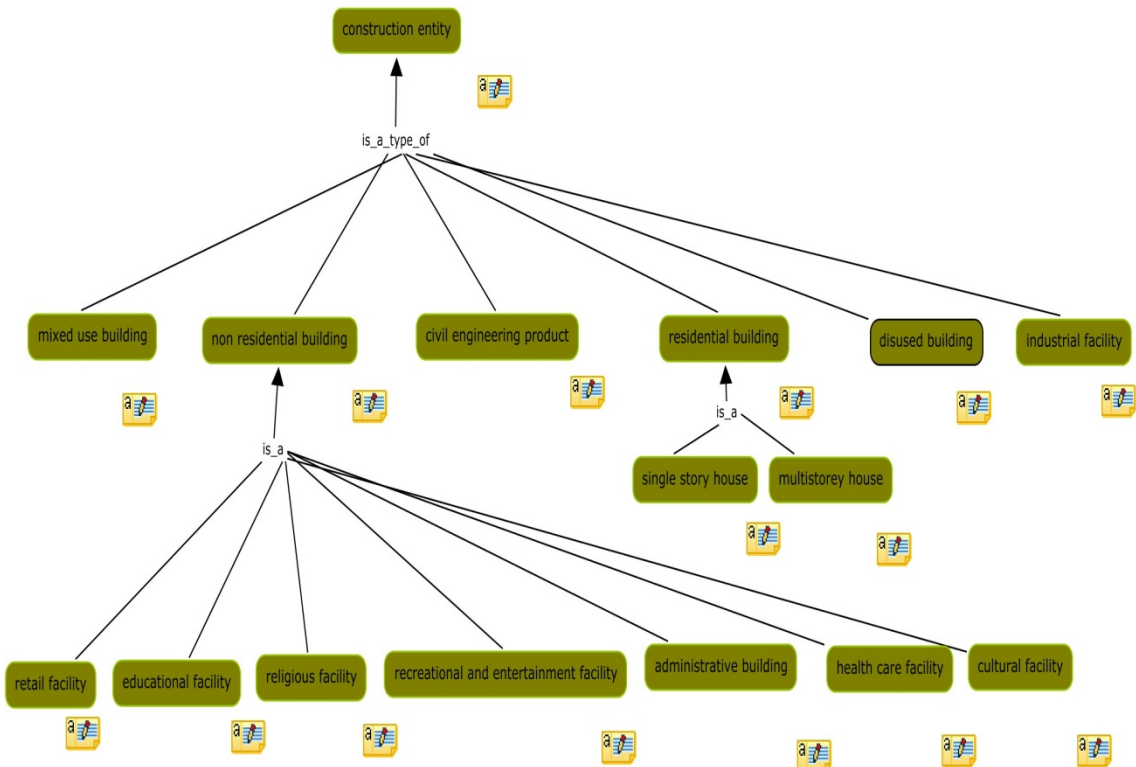 construction entity
a
is_a_type_of
mixed use building
non residential building
civil engineering product
residential building
disused building
industrial facility
a
a
a
a
a
a
is_a
is_a
single story house
multistorey house
a
a
retail facility
educational facility
religious facility
recreational and entertainment facility
administrative building
health care facility
cultural facility
a
a
a
a
a
a
a